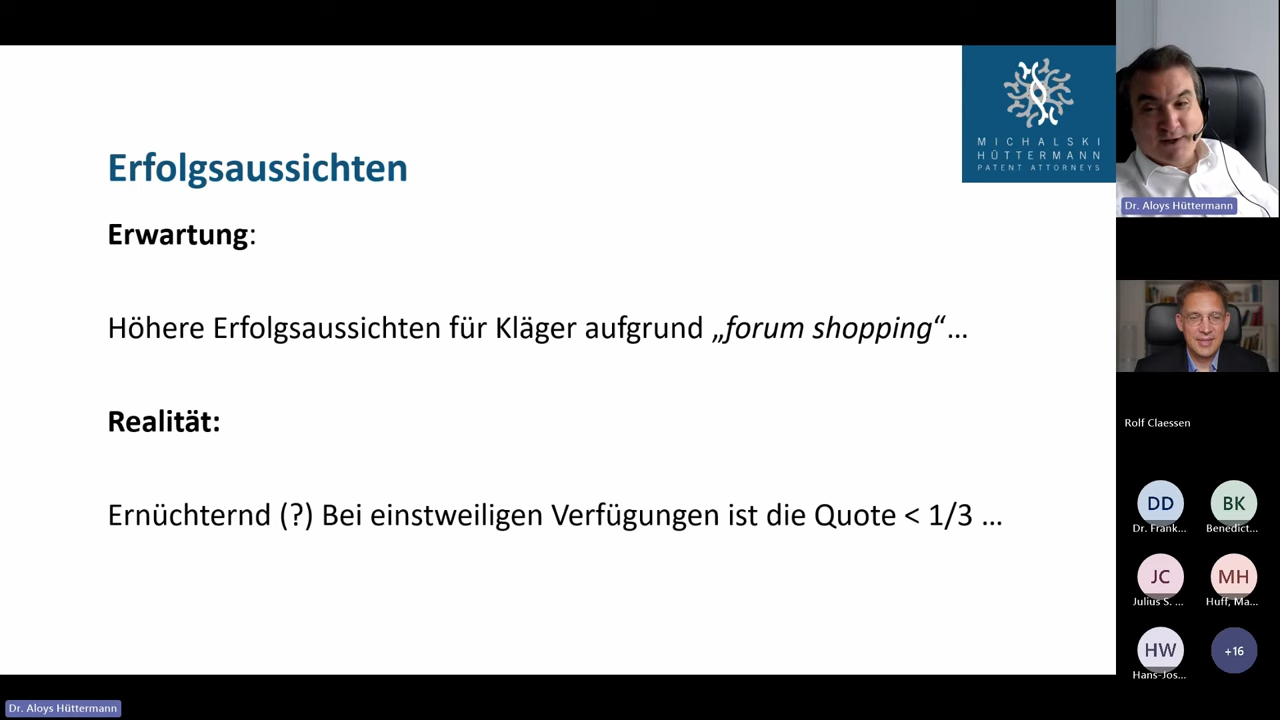 MICHALSKI
HÜTTERMANN
PATENT ATTORNEYS
Erfolgsaussichten
Erwartung:
Höhere Erfolgsaussichten für Kläger aufgrund „forum shopping“…
Realität:
Ernüchternd (?) Bei einstweiligen Verfügungen ist die Quote < 1/3 …
Dr. Aloys Hüttermann
Rolf Claessen
DD
BK
Dr. Frank...
Benedict...
JC
MH
Julius S. ...
Huff, Ma...
HW
+16
Hans-Jos...
Dr. Aloys Hüttermann